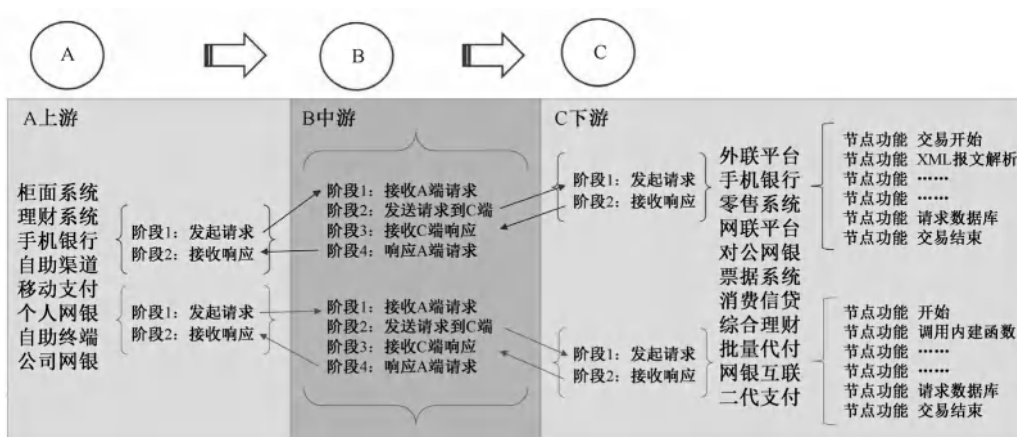 A
B
C
A上游
柜面系统
理财系统
手机银行
自助渠道
移动支付
个人网银
自助终端
公司网银
阶段1：发起请求
阶段2：接收响应
阶段1：发起请求
阶段2：接收响应
B中游
阶段1：接收A端请求
阶段2：发送请求到C端
阶段3：接收C端响应
阶段4：响应A端请求
阶段1：接收A端请求
阶段2：发送请求到C端
阶段3：接收C端响应
阶段4：响应A端请求
C下游
阶段1：发起请求
阶段2：接收响应
阶段1：发起请求
阶段2：接收响应
外联平台
手机银行
零售系统
网联平台
对公网银
票据系统
消费信贷
综合理财
批量代付
网银互联
二代支付
节点功能 交易开始
节点功能 XML报文解析
节点功能 ……
节点功能 ……
节点功能 请求数据库
节点功能 交易结束
节点功能 开始
节点功能 调用内建函数
节点功能 ……
节点功能 ……
节点功能 请求数据库
节点功能 交易结束